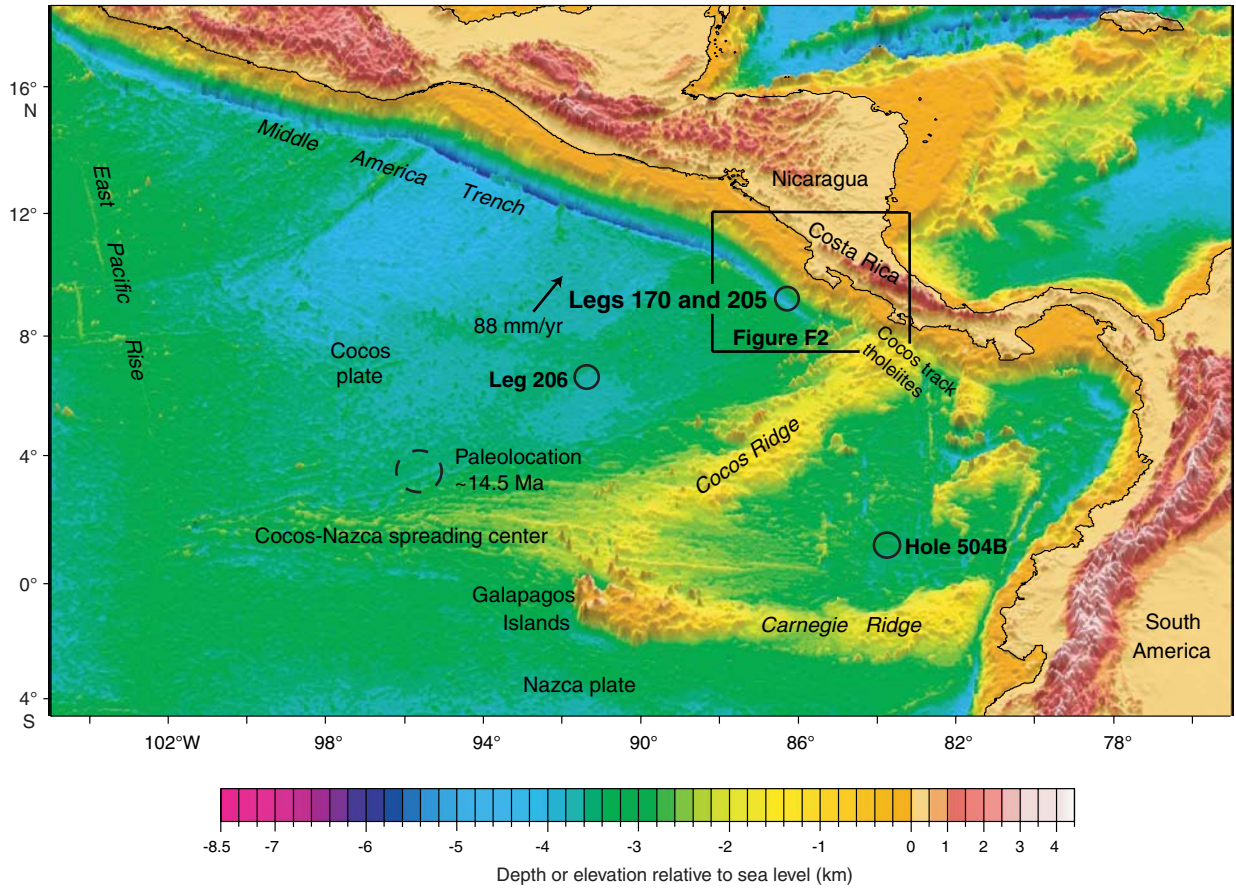 16°
N
12°
8°
4°
0°
4°
S
Middle America Trench
East Pacific Rise
Nicaragua
Costa Rica
Legs 170 and 205
88 mm/yr
Figure F2
Cocos
plate
Leg 206
Cocos track
tholeiites
Cocos Ridge
Paleolocation
~14.5 Ma
Cocos-Nazca spreading center
Hole 504B
Galapagos
Islands
Carnegie Ridge
South
America
Nazca plate
102°W 98° 94° 90° 86° 82° 78°
-8.5 -7 -6 -5 -4 -3 -2 -1 0 1 2 3 4
Depth or elevation relative to sea level (km)